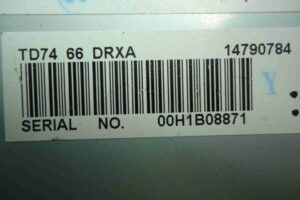 TD74 66 DRXA 14790784
SERIAL NO. 00H1B08871
Y